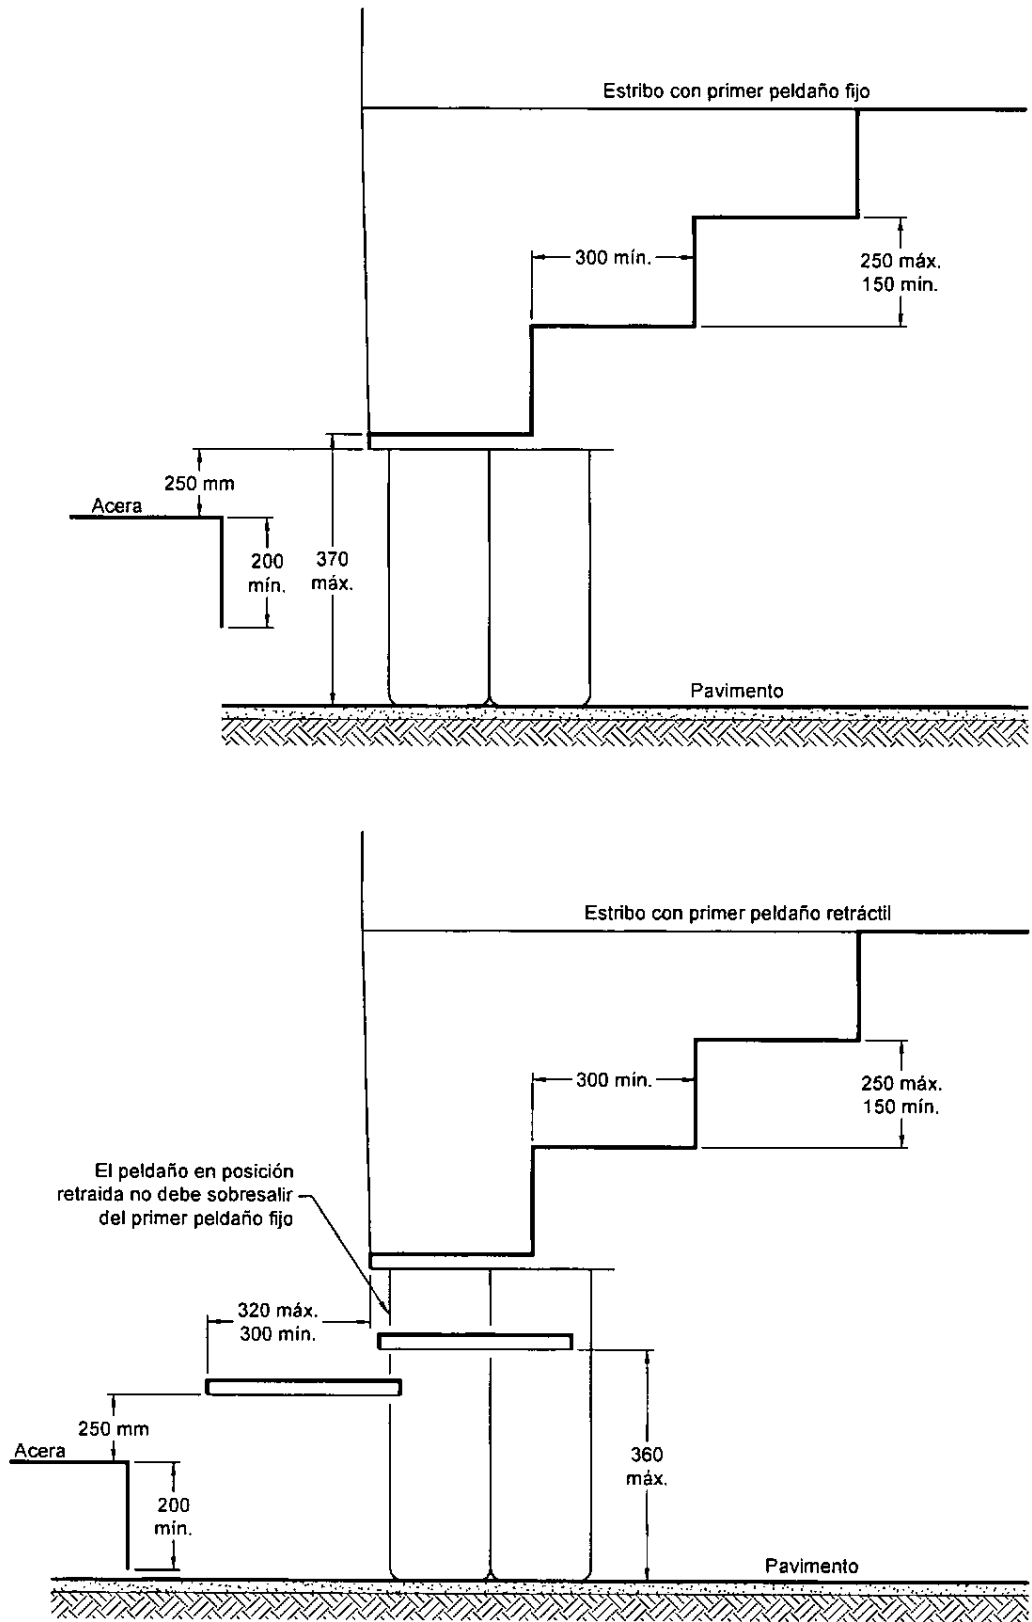 Estribo con primer peldaño fijo
300 mín.
250 máx.
150 mín.
250 mm
Acera
200
mín.
370
máx.
Pavimento
Estribo con primer peldaño retráctil
300 mín.
250 máx.
150 mín.
El peldaño en posición
retraida no debe sobresalir
del primer peldaño fijo
320 máx.
300 mín.
250 mm
Acera
200
mín.
360
máx.
Pavimento